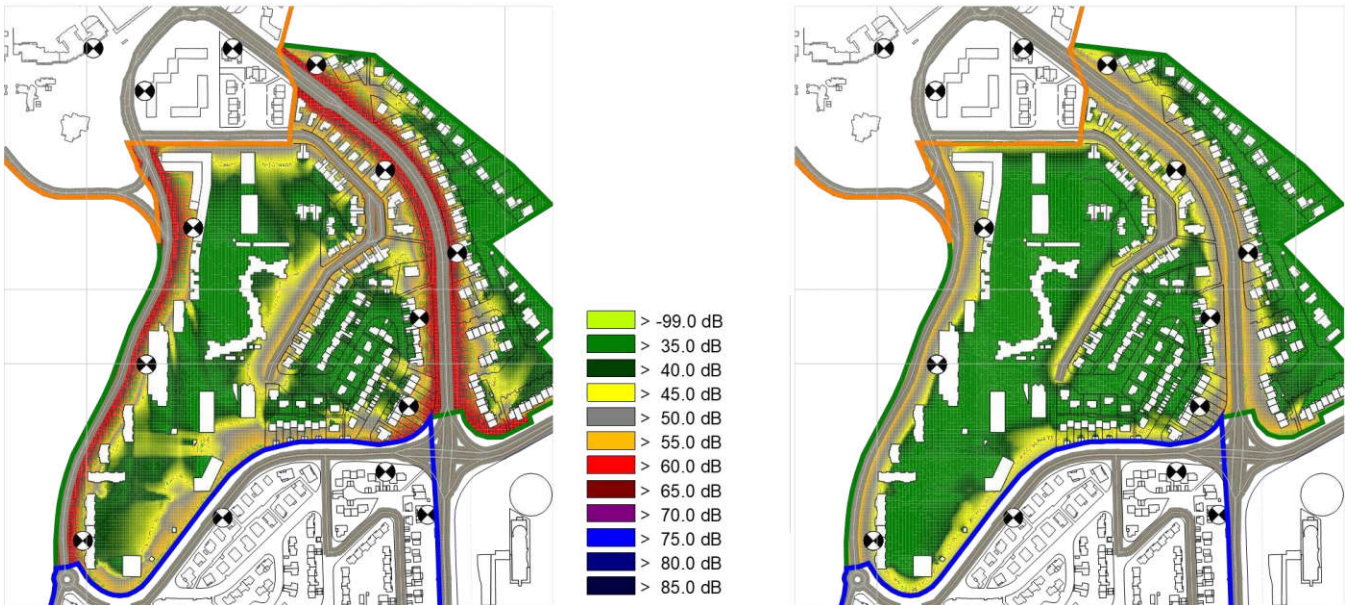 > -99.0 dB
> 35.0 dB
> 40.0 dB
> 45.0 dB
> 50.0 dB
> 55.0 dB
> 60.0 dB
> 65.0 dB
> 70.0 dB
> 75.0 dB
> 80.0 dB
> 85.0 dB